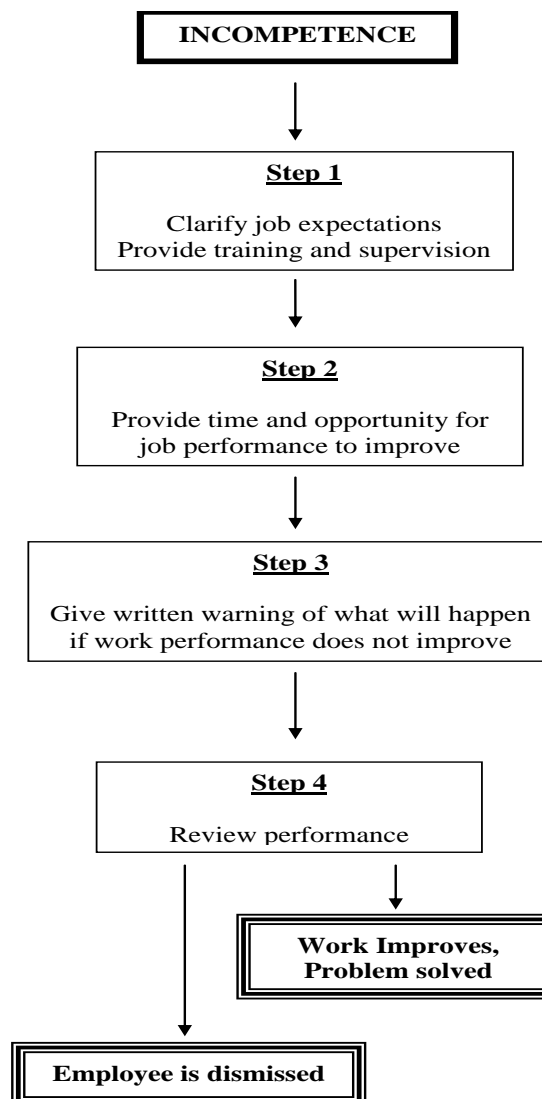 INCOMPETENCE
Step 1
Clarify job expectations
Provide training and supervision
Step 2
Provide time and opportunity for
job performance to improve
Step 3
Give written warning of what will happen
if work performance does not improve
Step 4
Review performance
Work Improves,
Problem solved
Employee is dismissed